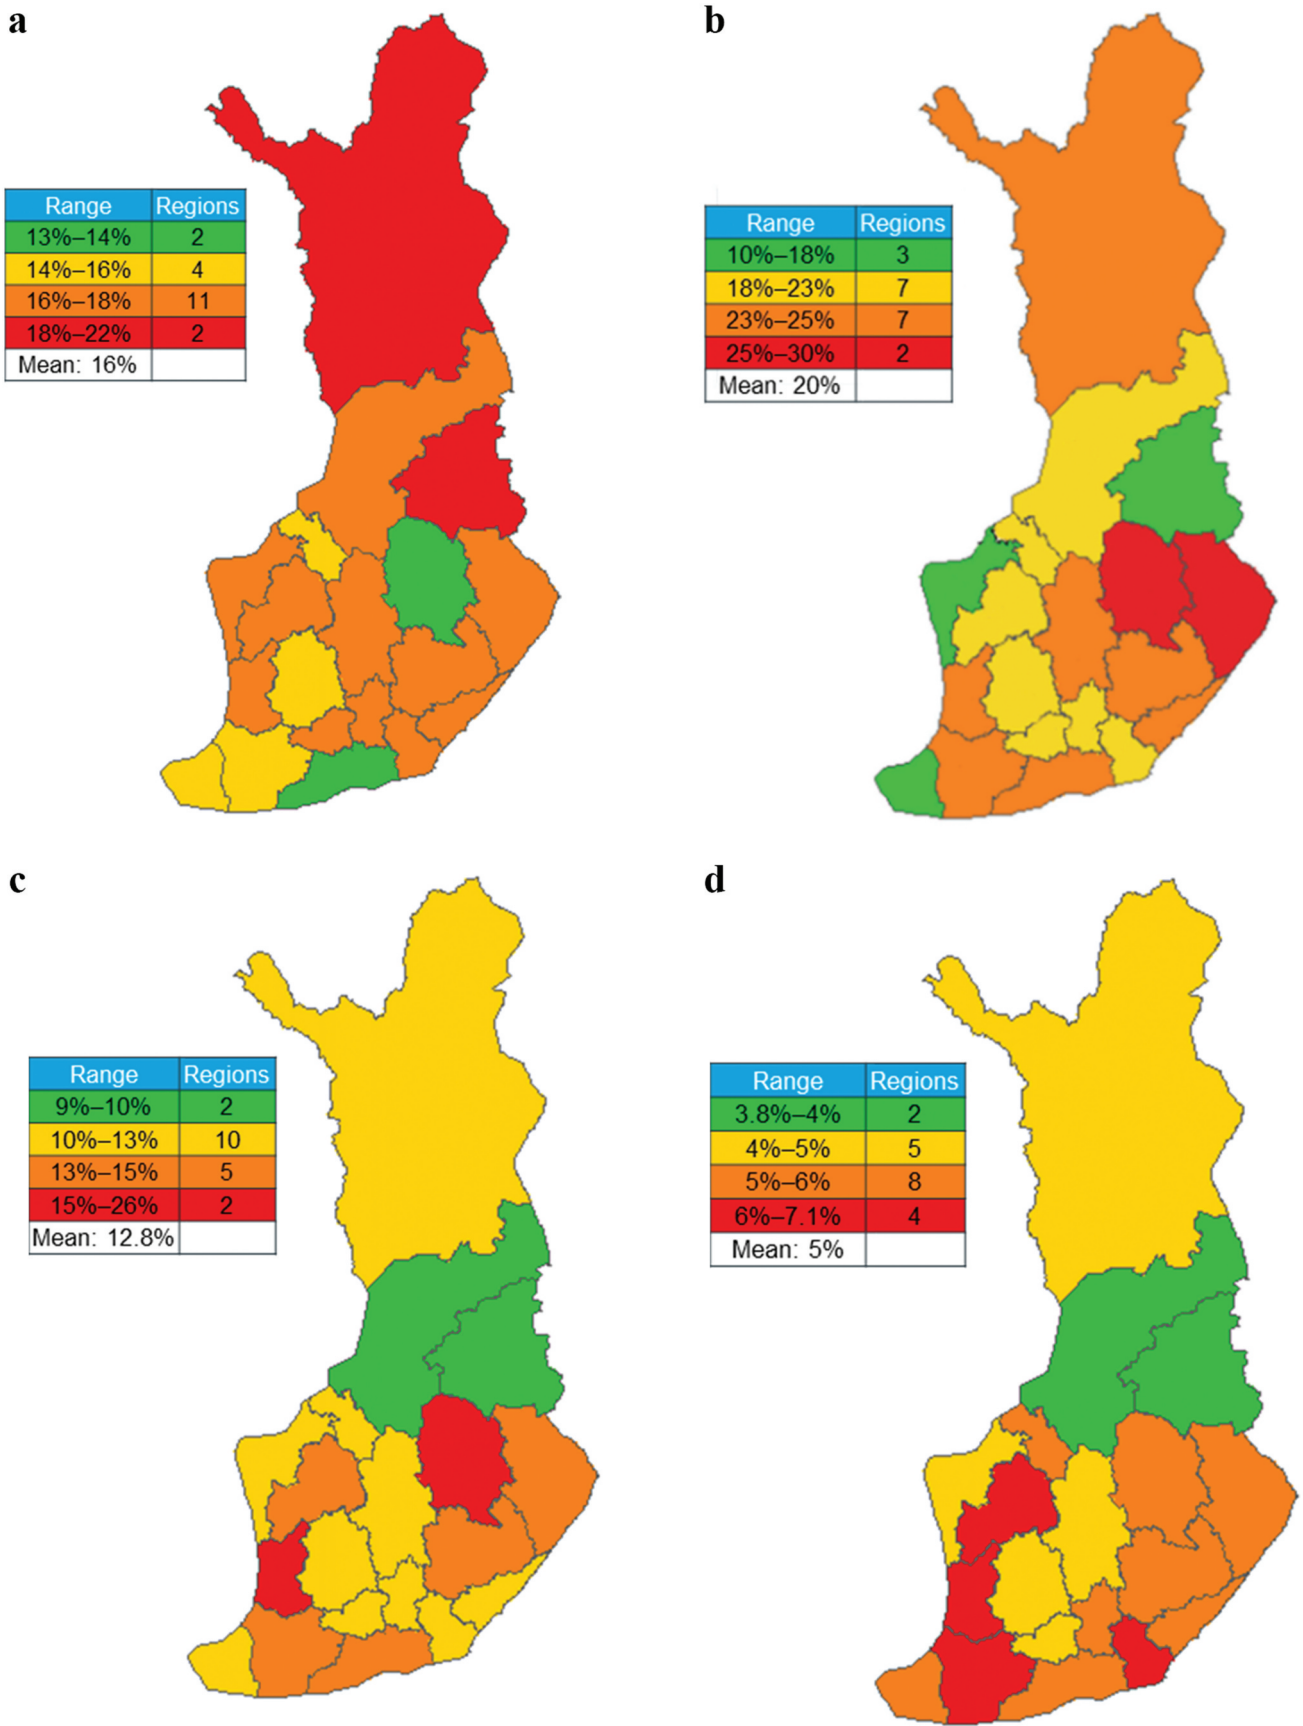 a
Range Regions
13%–14% 2
14%–16% 4
16%–18% 11
18%–22% 2
Mean: 16%
b
Range Regions
10%–18% 3
18%–23% 7
23%–25% 7
25%–30% 2
Mean: 20%
c
Range Regions
9%–10% 2
10%–13% 10
13%–15% 5
15%–26% 2
Mean: 12.8%
d
Range Regions
3.8%–4% 2
4%–5% 5
5%–6% 8
6%–7.1% 4
Mean: 5%